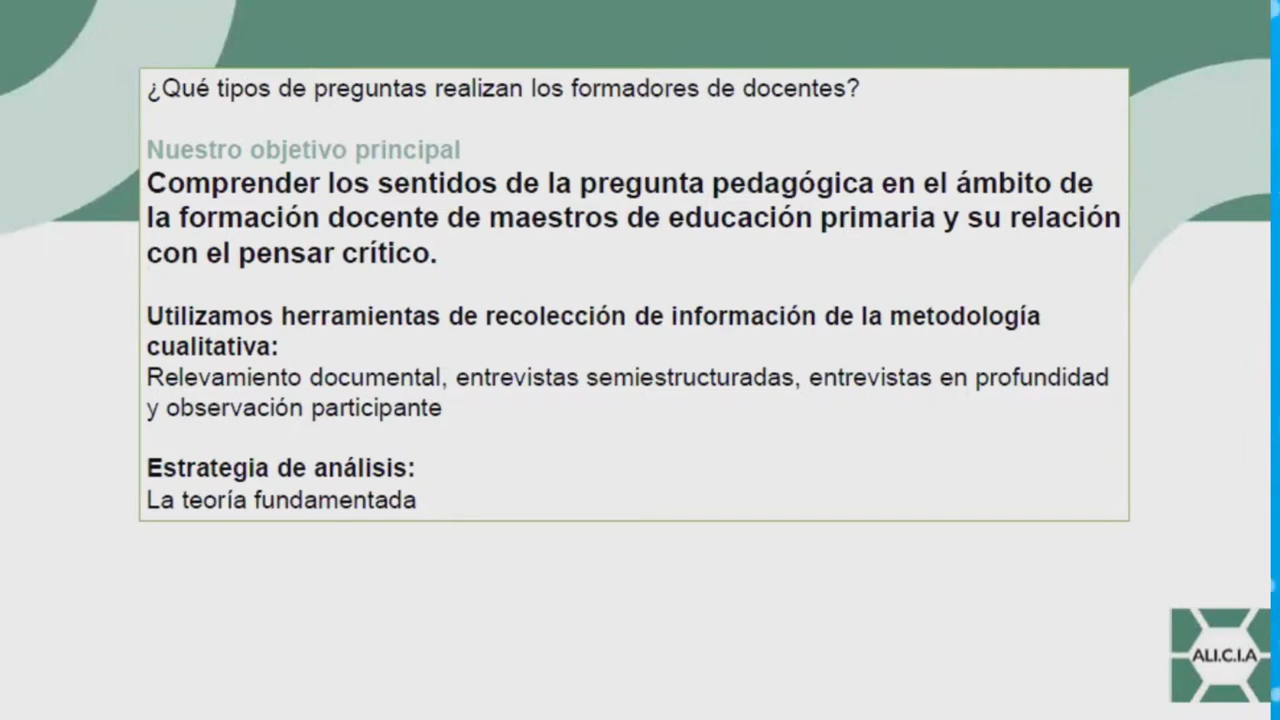 ¿Qué tipos de preguntas realizan los formadores de docentes?
Nuestro objetivo principal
Comprender los sentidos de la pregunta pedagógica en el ámbito de
la formación docente de maestros de educación primaria y su relación
con el pensar crítico.
Utilizamos herramientas de recolección de información de la metodología
cualitativa:
Relevamiento documental, entrevistas semiestructuradas, entrevistas en profundidad
y observación participante
Estrategia de análisis:
La teoría fundamentada
ALI.C.I.A